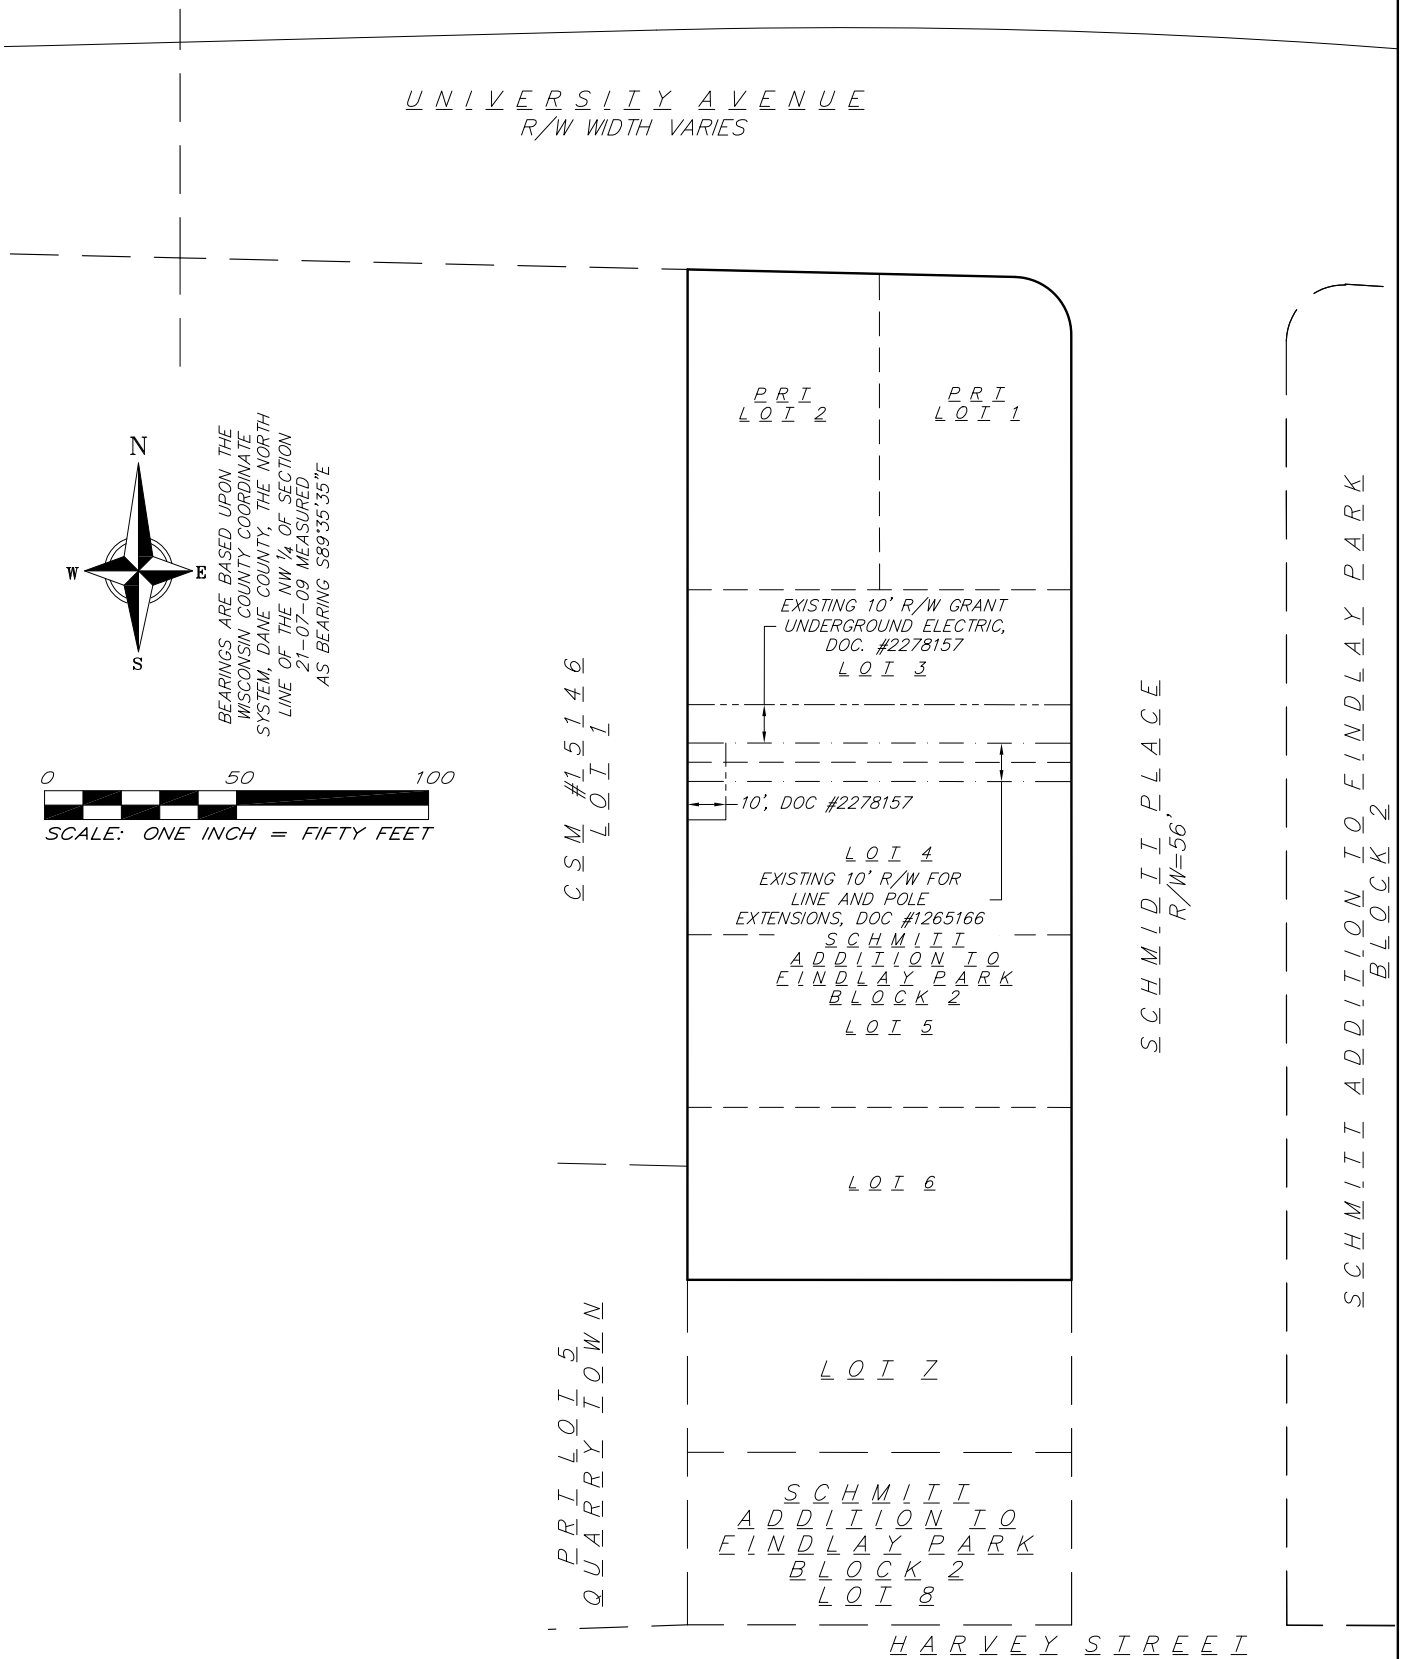 UNIVERSITY AVENUE
R/W WIDTH VARIES
PRT
LOT 2
PRT
LOT 1
N
W
E
S
BEARINGS ARE BASED UPON THE
WISCONSIN COUNTY COORDINATE
SYSTEM, DANE COUNTY, THE NORTH
LINE OF THE NW 1/4 OF SECTION
21-07-09 MEASURED
AS BEARING S89°35'35"E
0 50 100
SCALE: ONE INCH = FIFTY FEET
CSM #15146
LOT 1
EXISTING 10' R/W GRANT
UNDERGROUND ELECTRIC,
DOC. #2278157
LOT 3
10', DOC #2278157
LOT 4
EXISTING 10' R/W FOR
LINE AND POLE
EXTENSIONS, DOC #1265166
SCHMITT
ADDITION TO
FINDLAY PARK
BLOCK 2
LOT 5
LOT 6
SCHMIDTT PLACE
R/W=56'
SCHMITT ADDITION TO FINDLAY PARK
BLOCK 2
PRT LOT 5
QUARRY TOWN
LOT 7
SCHMITT
ADDITION TO
FINDLAY PARK
BLOCK 2
LOT 8
HARVEY STREET